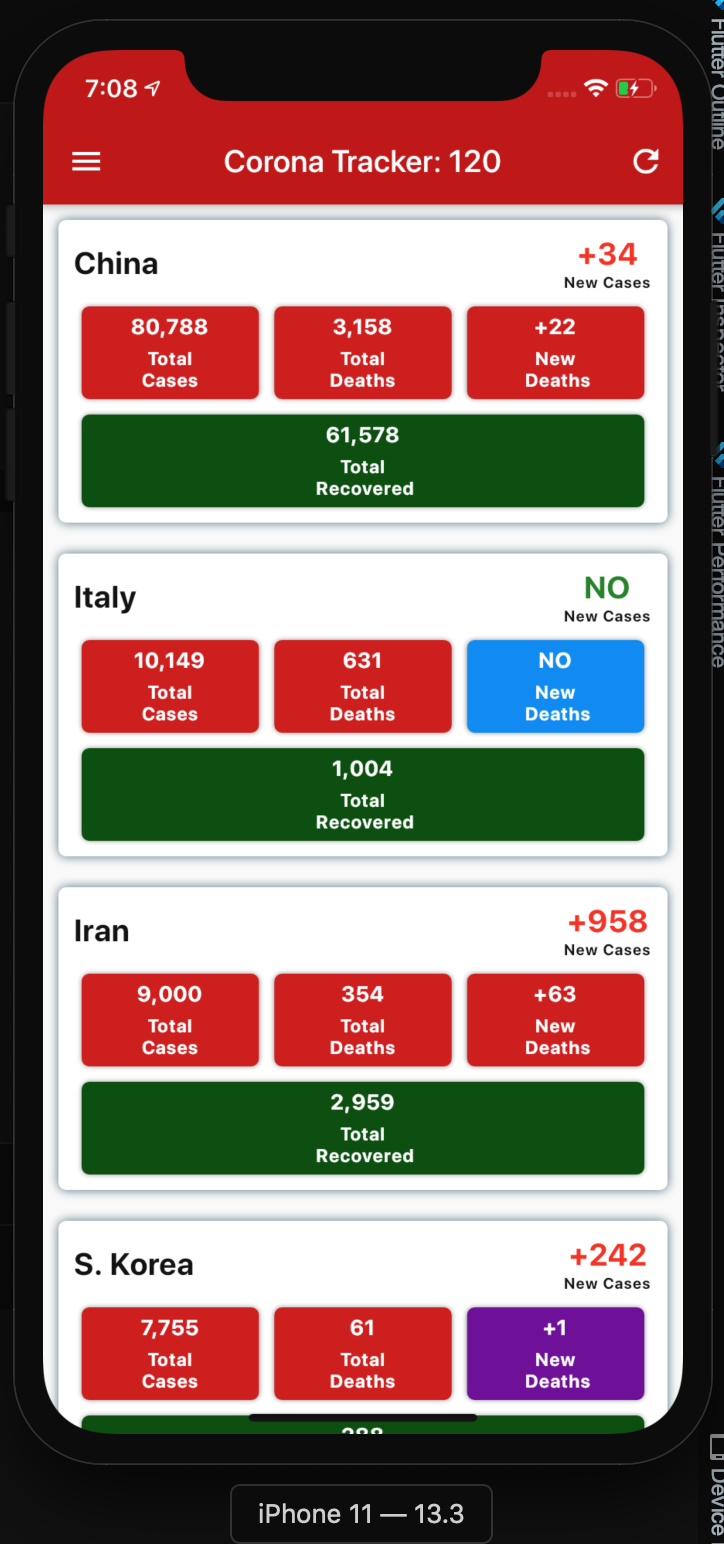 7:08
Corona Tracker: 120
China
+34
New Cases
80,788
Total
Cases
3,158
Total
Deaths
+22
New
Deaths
61,578
Total
Recovered
Italy
NO
New Cases
10,149
Total
Cases
631
Total
Deaths
NO
New
Deaths
1,004
Total
Recovered
Iran
+958
New Cases
9,000
Total
Cases
354
Total
Deaths
+63
New
Deaths
2,959
Total
Recovered
S. Korea
+242
New Cases
7,755
Total
Cases
61
Total
Deaths
+1
New
Deaths
288
iPhone 11 — 13.3
Flutter Outline
Flutter Inspector
Flutter Performance
Device